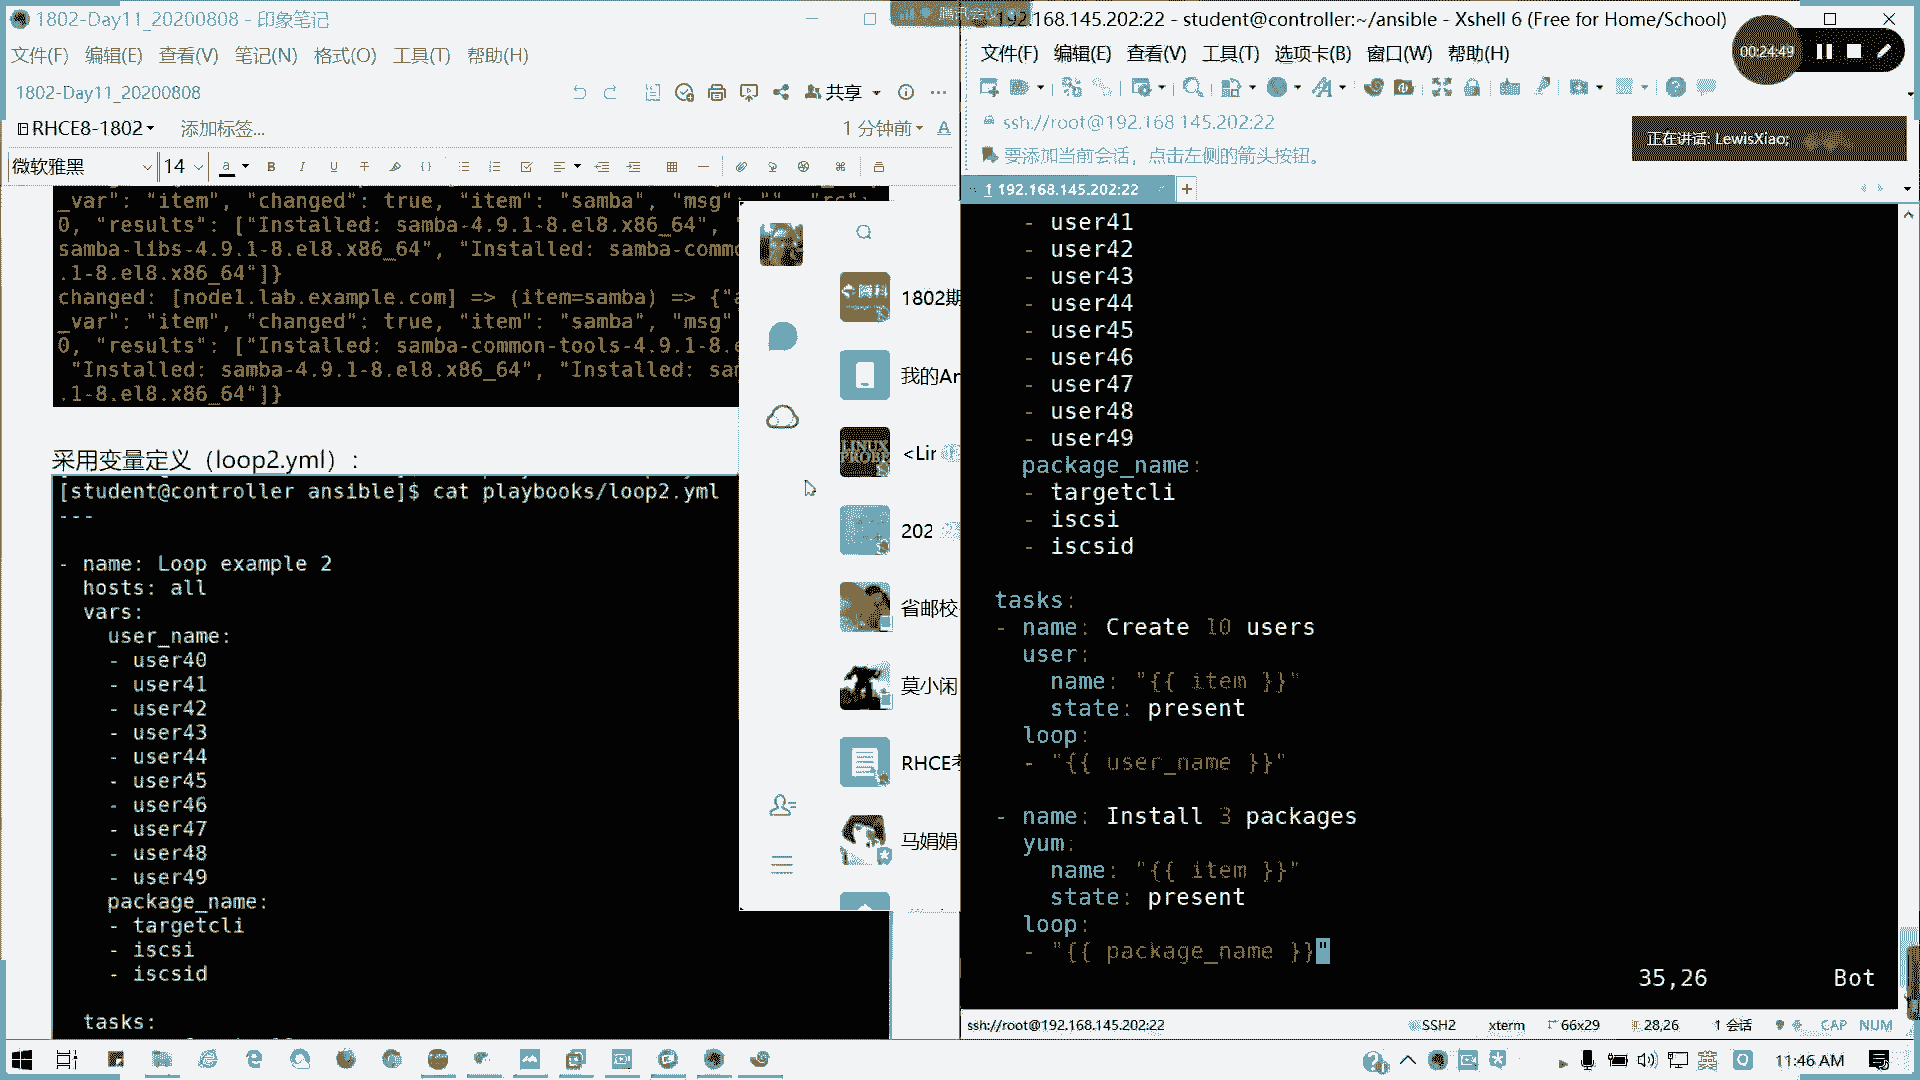 1802-Day11_20200808 - 印象笔记
文件(F) 编辑(E) 查看(V) 笔记(N) 格式(O) 工具(T) 帮助(H)
1802-Day11_20200808
共享
RHCE8-1802
添加标签...
1 分钟前
微软雅黑
14
_var": "item", "changed": true, "item": "samba", "msg"
0, "results": ["Installed: samba-4.9.1-8.el8.x86_64",
samba-libs-4.9.1-8.el8.x86_64", "Installed: samba-comm
.1-8.el8.x86_64"]}
changed: [node1.lab.example.com] => (item=samba) => {"a
_var": "item", "changed": true, "item": "samba", "msg"
0, "results": ["Installed: samba-common-tools-4.9.1-8.e
"Installed: samba-4.9.1-8.el8.x86_64", "Installed: sam
.1-8.el8.x86_64"]}
采用变量定义（loop2.yml）:
[student@controller ansible]$ cat playbooks/loop2.yml
---
- name: Loop example 2
hosts: all
vars:
user_name:
- user40
- user41
- user42
- user43
- user44
- user45
- user46
- user47
- user48
- user49
package_name:
- targetcli
- iscsi
- iscsid
tasks:
1802期
我的An
LINUX
PROBE
<Lin
202
省邮校
莫小闲
RHCE考
马娟娟
腾讯会议
192.168.145.202:22 - student@controller:~/ansible - Xshell 6 (Free for Home/School)
文件(F) 编辑(E) 查看(V) 工具(T) 选项卡(B) 窗口(W) 帮助(H)
00:24:49
ssh://root@192.168.145.202:22
正在讲话: LewisXiao;
要添加当前会话，点击左侧的箭头按钮。
1 192.168.145.202:22
- user41
- user42
- user43
- user44
- user45
- user46
- user47
- user48
- user49
package_name:
- targetcli
- iscsi
- iscsid
tasks:
- name: Create 10 users
user:
name: "{{ item }}"
state: present
loop:
- "{{ user_name }}"
- name: Install 3 packages
yum:
name: "{{ item }}"
state: present
loop:
- "{{ package_name }}"
35,26 Bot
ssh://root@192.168.145.202:22
SSH2
xterm
66x29
28,26
1 会话
CAP NUM
英
11:46 AM